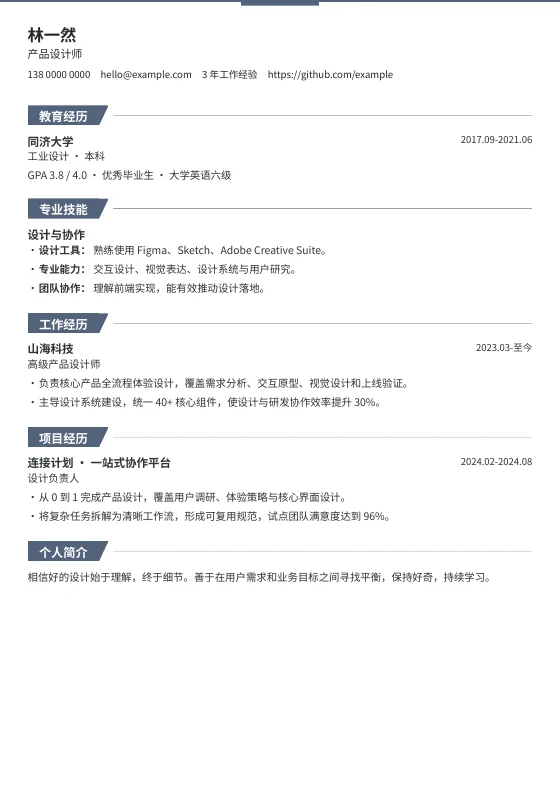 林一然
产品设计师
138 0000 0000 hello@example.com 3 年工作经验 https://github.com/example
教育经历
同济大学 2017.09-2021.06
工业设计 · 本科
GPA 3.8 / 4.0 · 优秀毕业生 · 大学英语六级
专业技能
设计与协作
· 设计工具： 熟练使用 Figma、Sketch、Adobe Creative Suite。
· 专业能力： 交互设计、视觉表达、设计系统与用户研究。
· 团队协作： 理解前端实现，能有效推动设计落地。
工作经历
山海科技 2023.03-至今
高级产品设计师
· 负责核心产品全流程体验设计，覆盖需求分析、交互原型、视觉设计和上线验证。
· 主导设计系统建设，统一 40+ 核心组件，使设计与研发协作效率提升 30%。
项目经历
连接计划 · 一站式协作平台 2024.02-2024.08
设计负责人
· 从 0 到 1 完成产品设计，覆盖用户调研、体验策略与核心界面设计。
· 将复杂任务拆解为清晰工作流，形成可复用规范，试点团队满意度达到 96%。
个人简介
相信好的设计始于理解，终于细节。善于在用户需求和业务目标之间寻找平衡，保持好奇，持续学习。